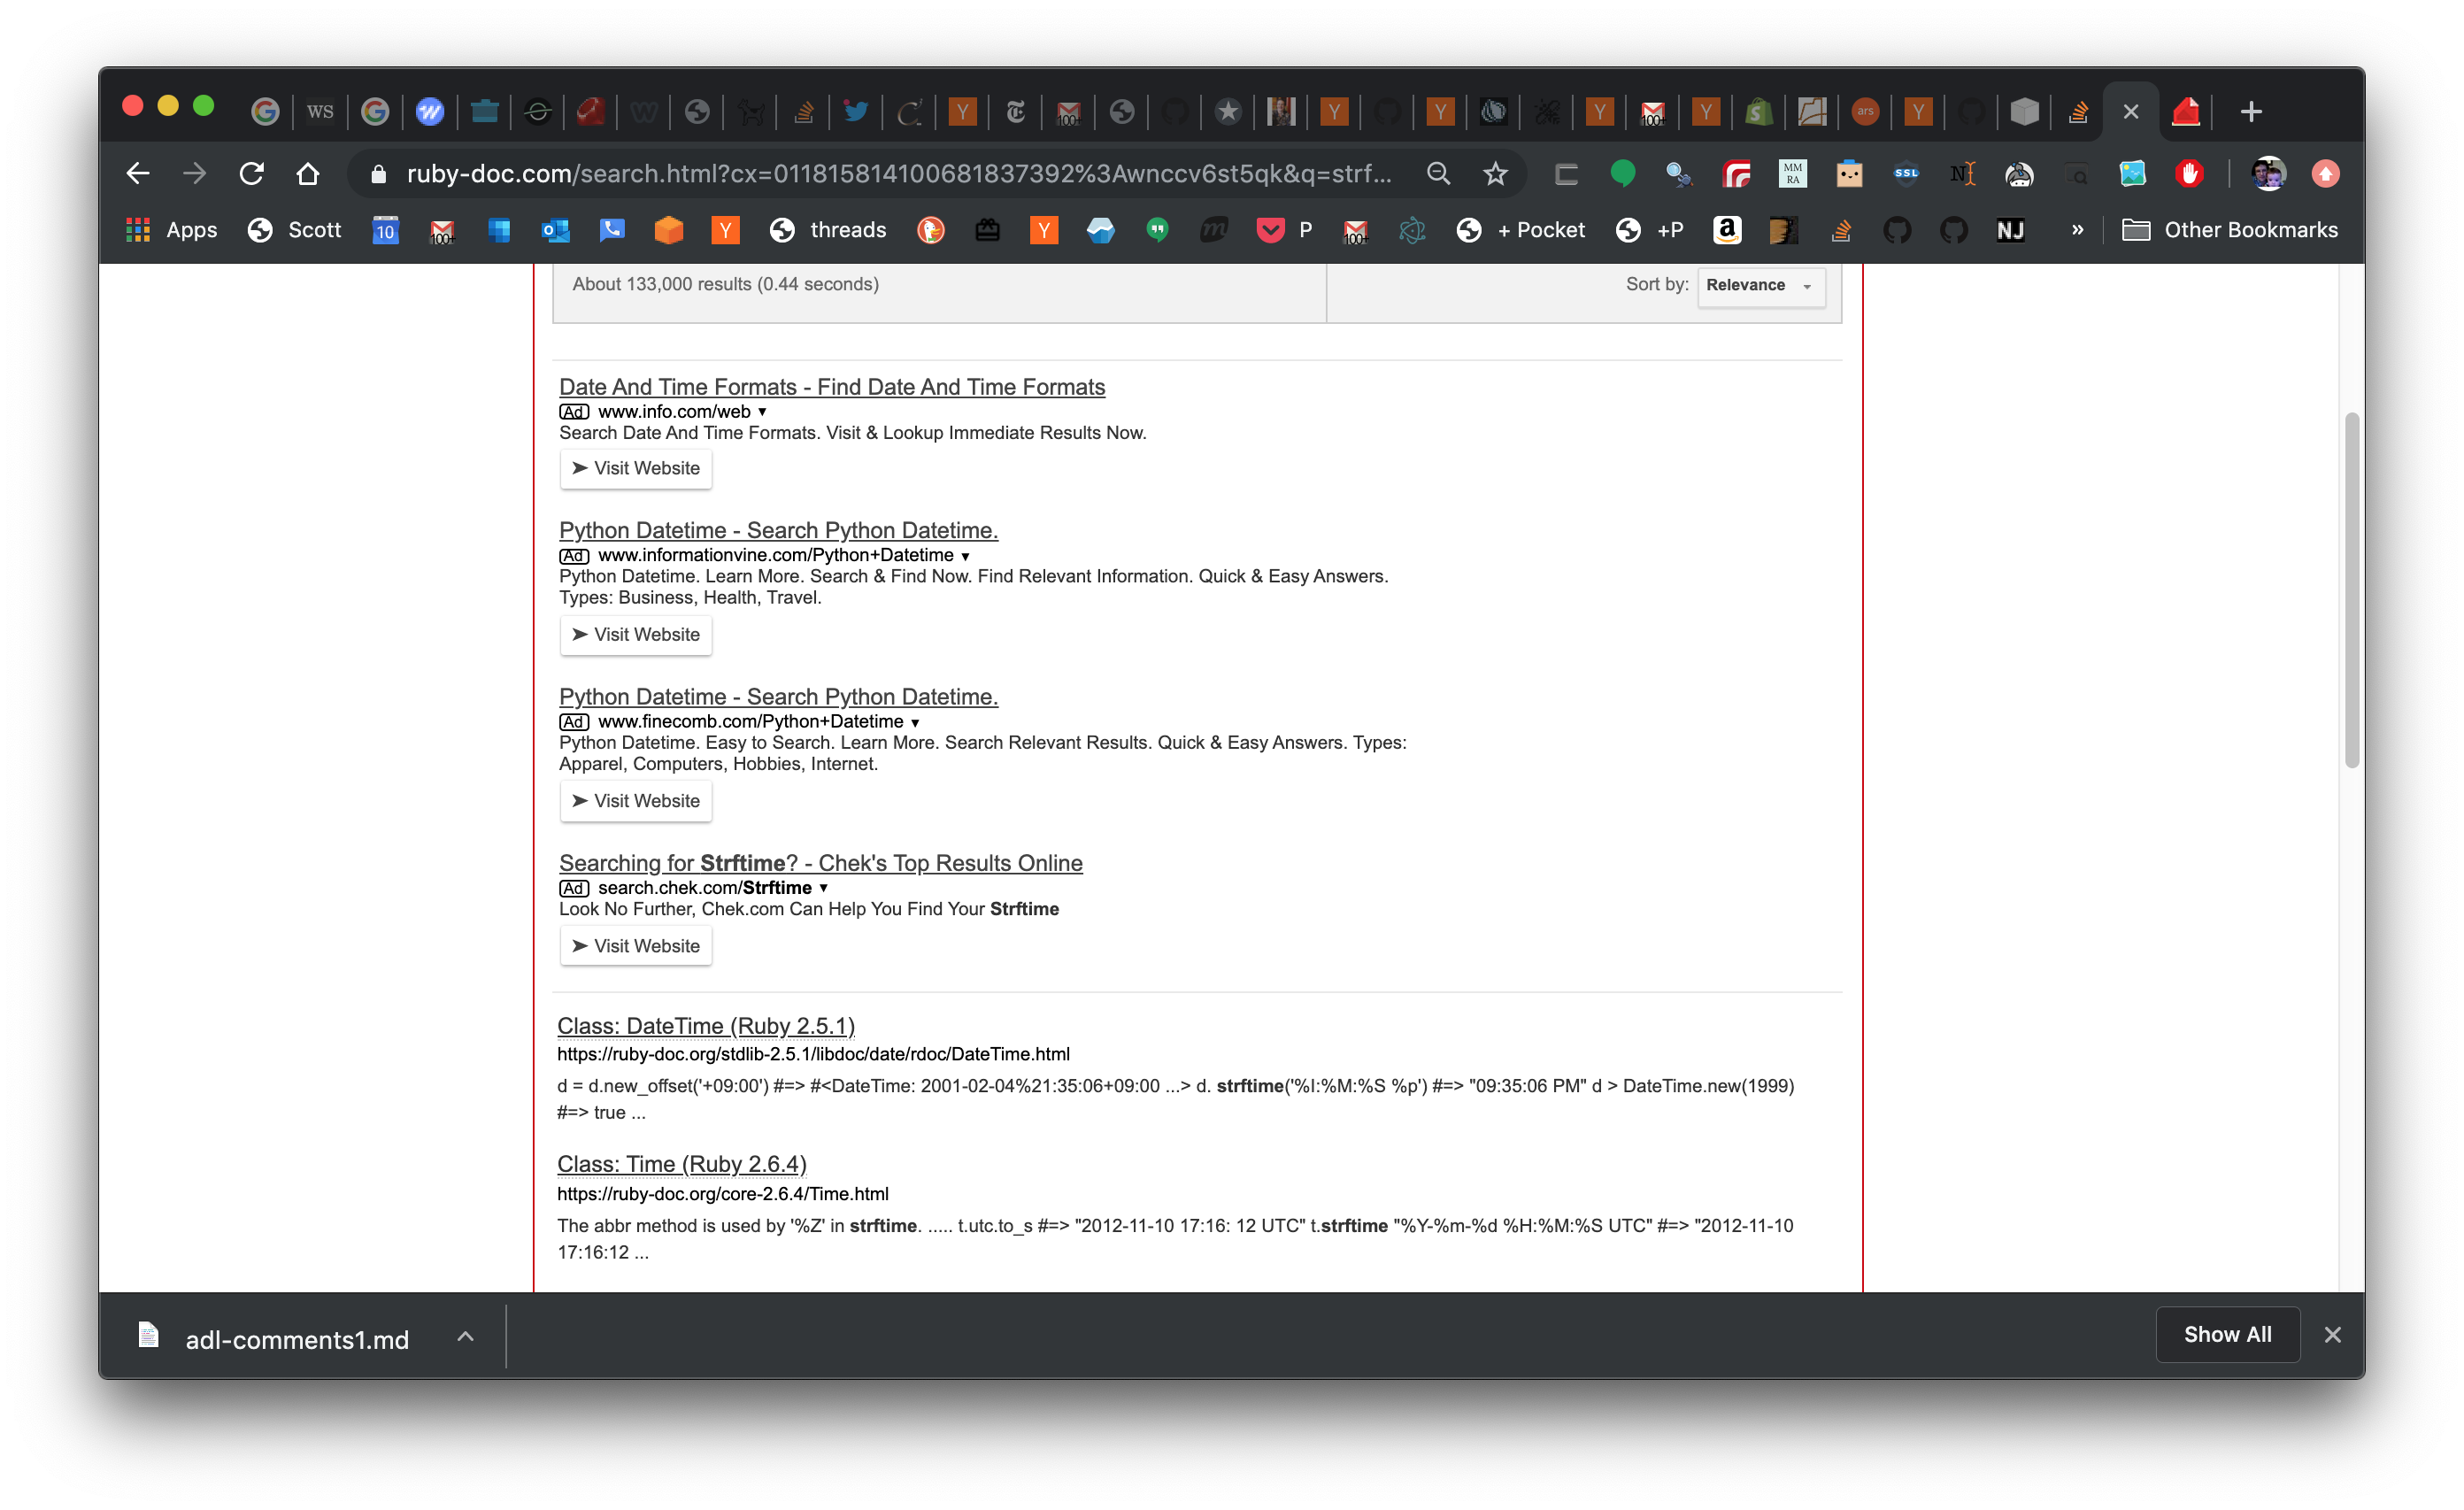 WS
100+
100+
ars
ruby-doc.com/search.html?cx=011815814100681837392%3Awnccv6st5qk&q=strf...
MM
RA
SSL
Apps
Scott
10
100+
threads
P
100+
+ Pocket
+P
NJ
»
Other Bookmarks
About 133,000 results (0.44 seconds)
Sort by:
Relevance
Date And Time Formats - Find Date And Time Formats
Ad www.info.com/web ▼
Search Date And Time Formats. Visit & Lookup Immediate Results Now.
➤ Visit Website
Python Datetime - Search Python Datetime.
Ad www.informationvine.com/Python+Datetime ▼
Python Datetime. Learn More. Search & Find Now. Find Relevant Information. Quick & Easy Answers.
Types: Business, Health, Travel.
➤ Visit Website
Python Datetime - Search Python Datetime.
Ad www.finecomb.com/Python+Datetime ▼
Python Datetime. Easy to Search. Learn More. Search Relevant Results. Quick & Easy Answers. Types:
Apparel, Computers, Hobbies, Internet.
➤ Visit Website
Searching for Strftime? - Chek's Top Results Online
Ad search.chek.com/Strftime ▼
Look No Further, Chek.com Can Help You Find Your Strftime
➤ Visit Website
Class: DateTime (Ruby 2.5.1)
https://ruby-doc.org/stdlib-2.5.1/libdoc/date/rdoc/DateTime.html
d = d.new_offset('+09:00') #=> #<DateTime: 2001-02-04%21:35:06+09:00 ...> d. strftime('%I:%M:%S %p') #=> "09:35:06 PM" d > DateTime.new(1999)
#=> true ...
Class: Time (Ruby 2.6.4)
https://ruby-doc.org/core-2.6.4/Time.html
The abbr method is used by '%Z' in strftime. ..... t.utc.to_s #=> "2012-11-10 17:16: 12 UTC" t.strftime "%Y-%m-%d %H:%M:%S UTC" #=> "2012-11-10
17:16:12 ...
adl-comments1.md
Show All